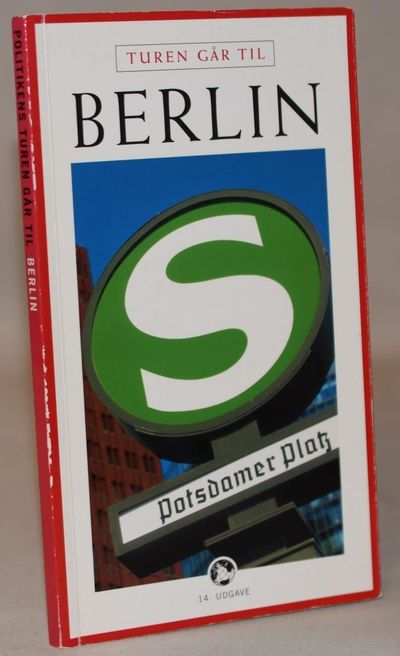 POLITIKENS TUREN GÅR TIL BERLIN
TUREN GÅR TIL
BERLIN
S
Potsdamer Platz
14. UDGAVE